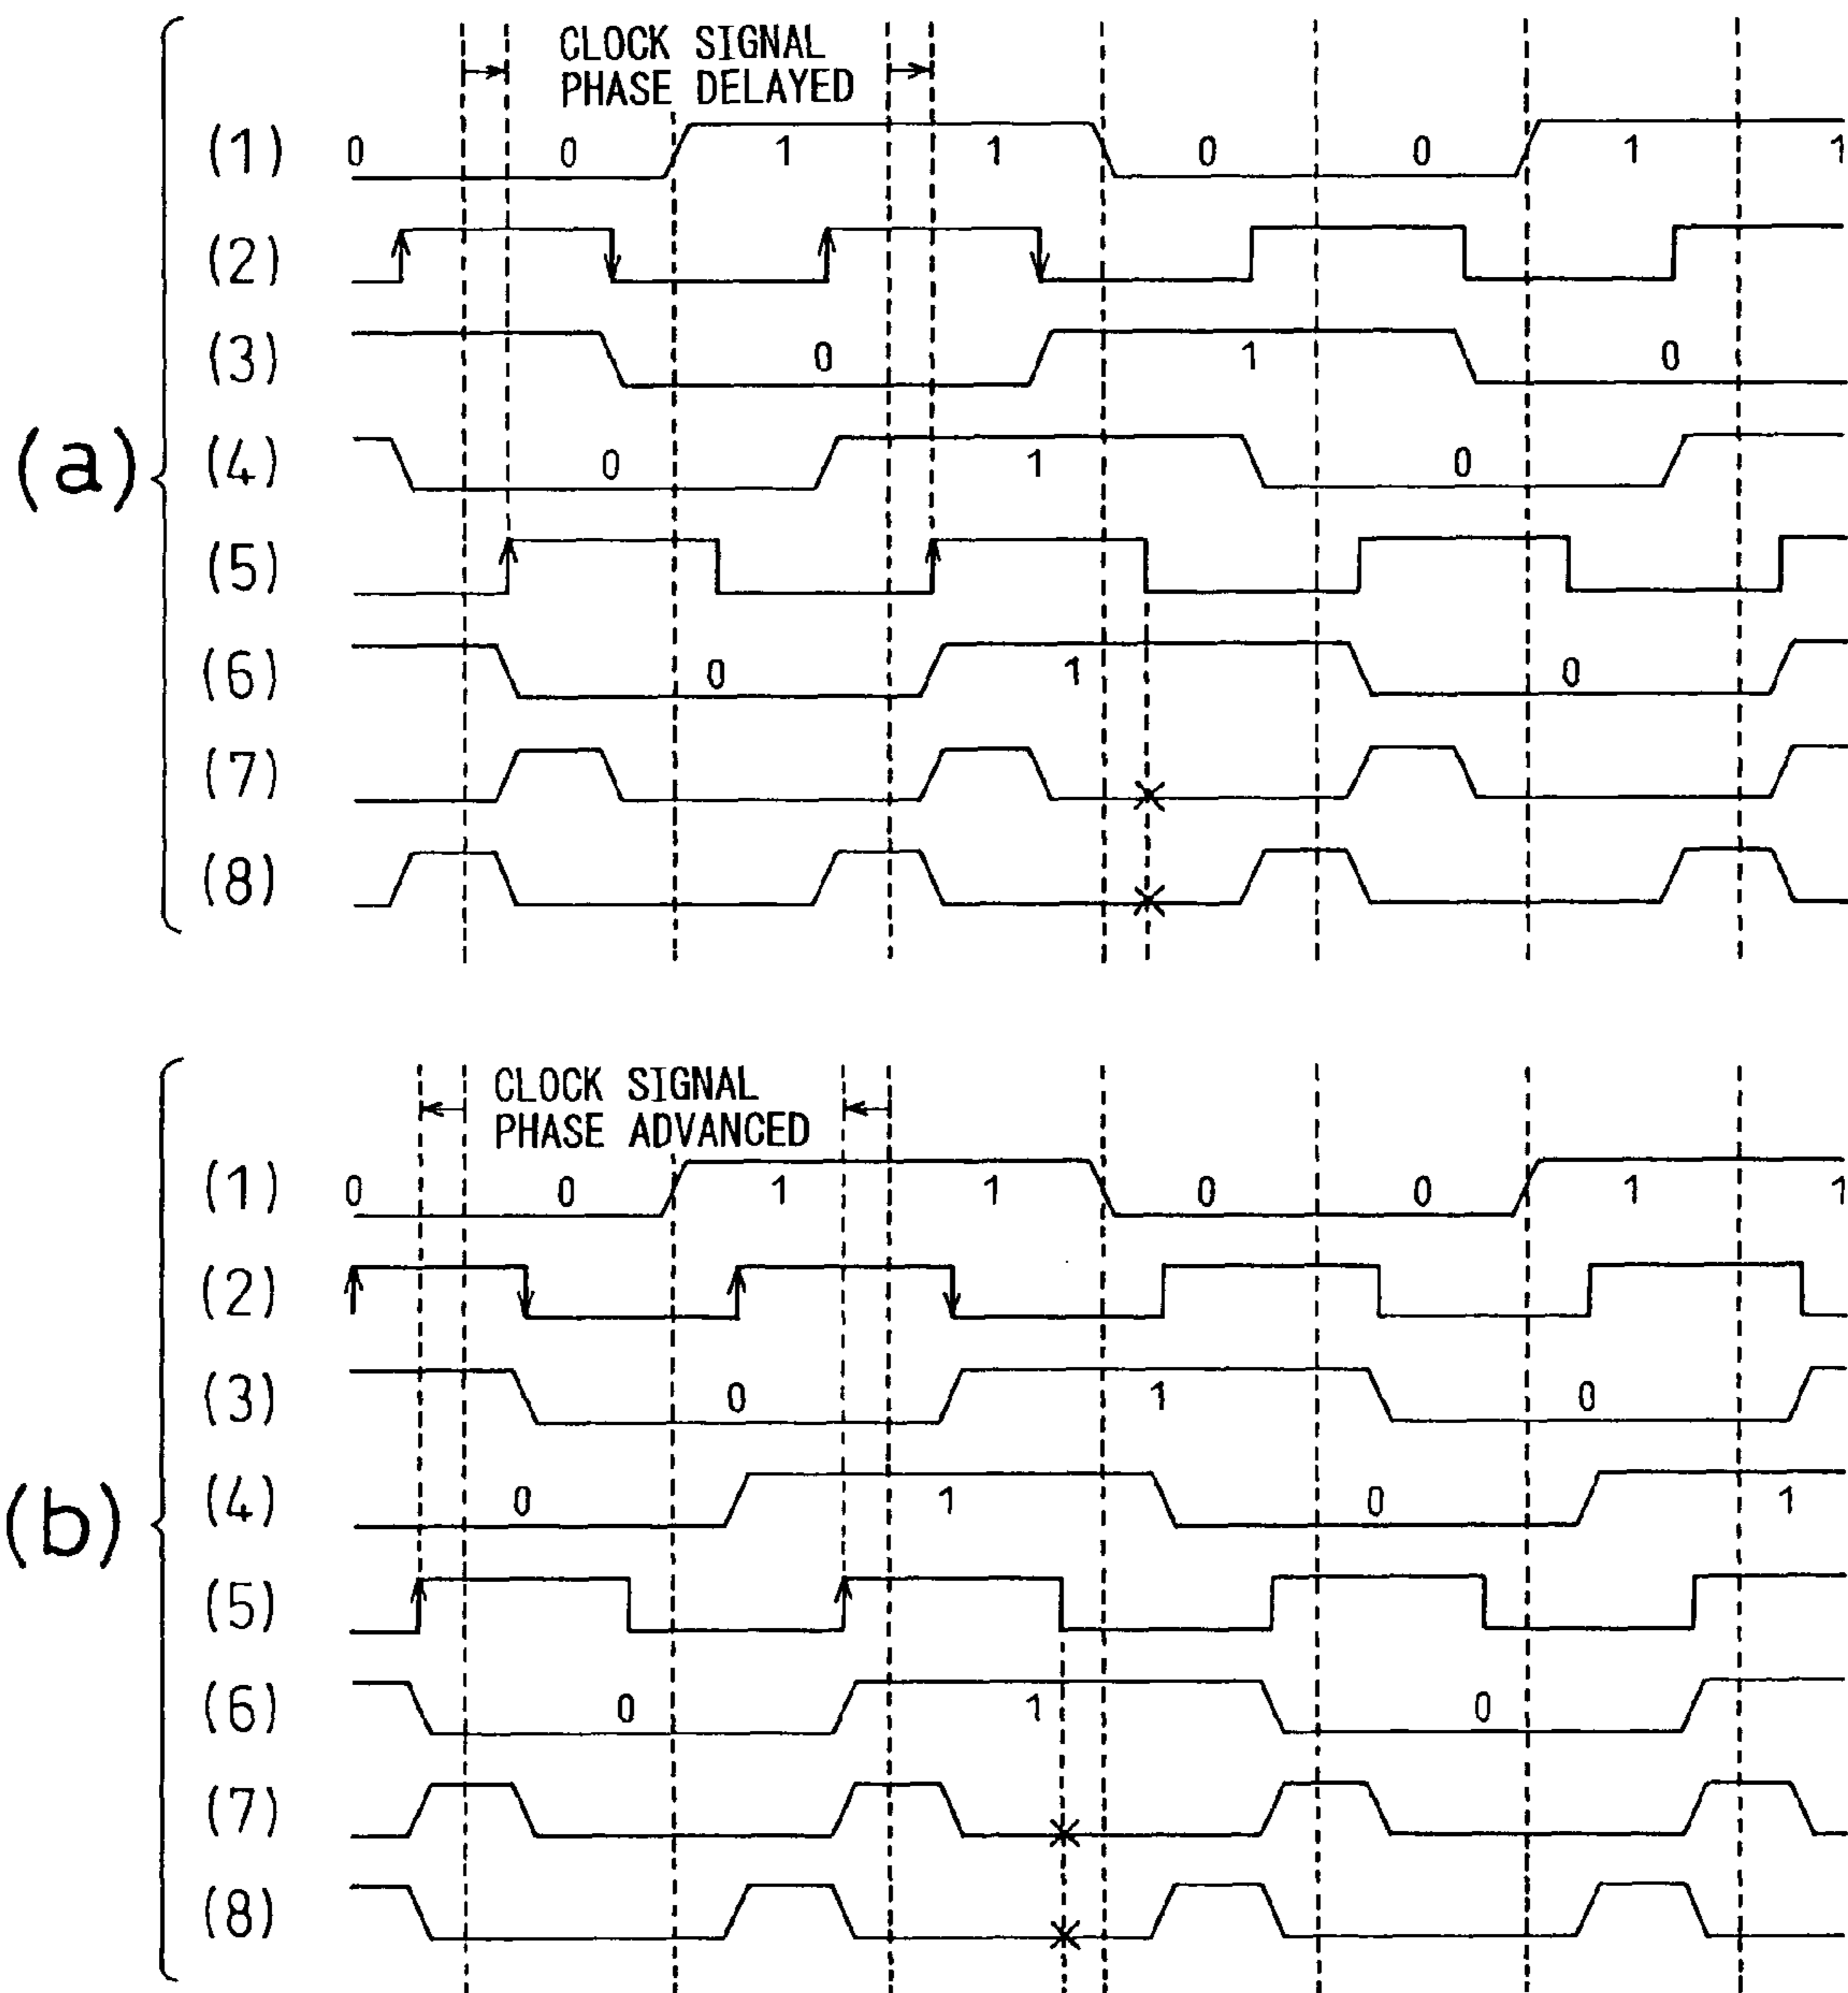 (a)
CLOCK SIGNAL
PHASE DELAYED
(1) 0 0 1 1 0 0 1 1
(2)
(3) 0 1 0
(4) 0 1 0
(5)
(6) 0 1 0
(7)
(8)
(b)
CLOCK SIGNAL
PHASE ADVANCED
(1) 0 0 1 1 0 0 1 1
(2)
(3) 0 1 0
(4) 0 1 0 1
(5)
(6) 0 1 0
(7)
(8)